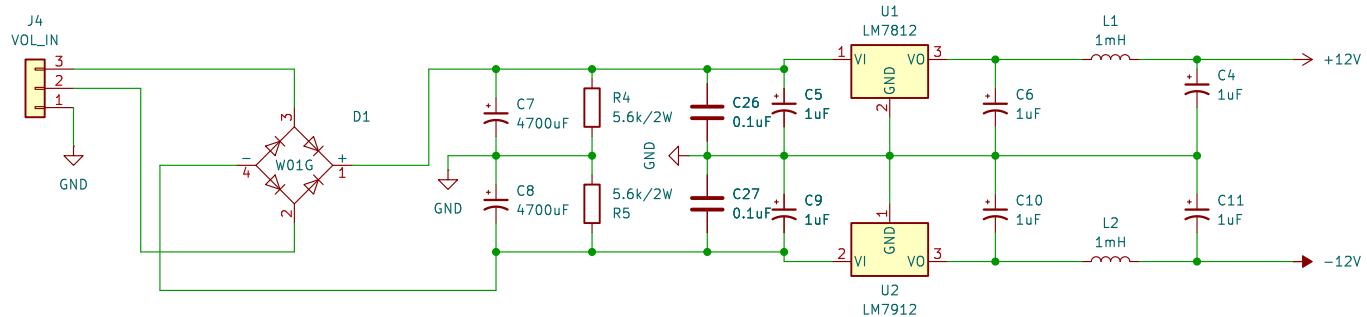 J4
VOL_IN
3
2
1
GND
D1
3
−
4
W01G
+
1
2
GND
C7
4700uF
C8
4700uF
R4
5.6k/2W
5.6k/2W
R5
GND
C26
0.1uF
C27
0.1uF
C5
1uF
C9
1uF
U1
LM7812
1
VI
VO
3
GND
2
1
GND
2
VI
VO
3
U2
LM7912
C6
1uF
C10
1uF
L1
1mH
L2
1mH
C4
1uF
C11
1uF
+12V
−12V